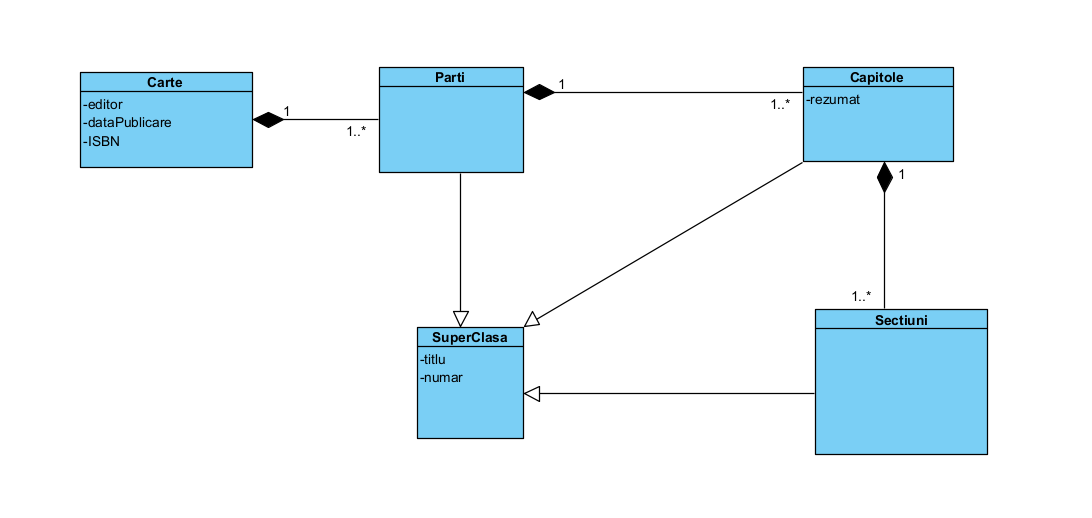 Carte
-editor
-dataPublicare
-ISBN
1
1..*
Parti
1
1..*
Capitole
-rezumat
1
1..*
SuperClasa
-titlu
-numar
Sectiuni